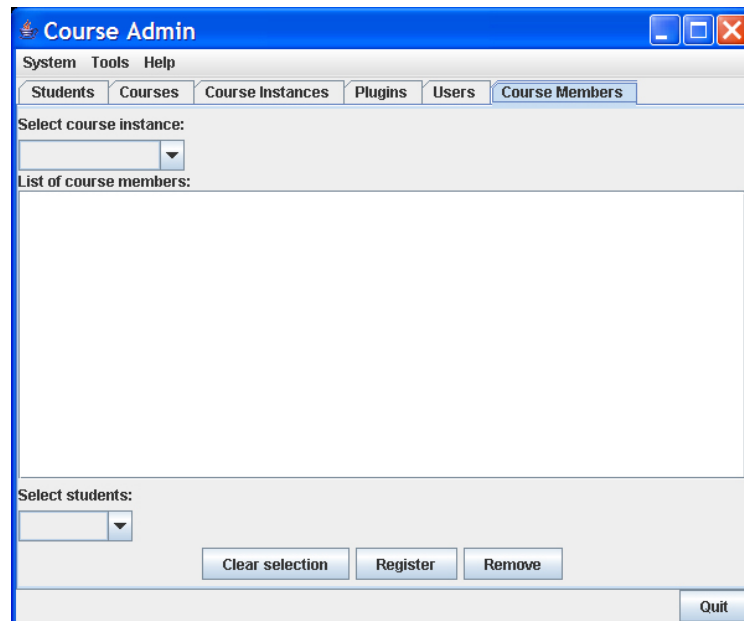 Course Admin
System Tools Help
Students Courses Course Instances Plugins Users Course Members
Select course instance:
List of course members:
Select students:
Clear selection Register Remove
Quit